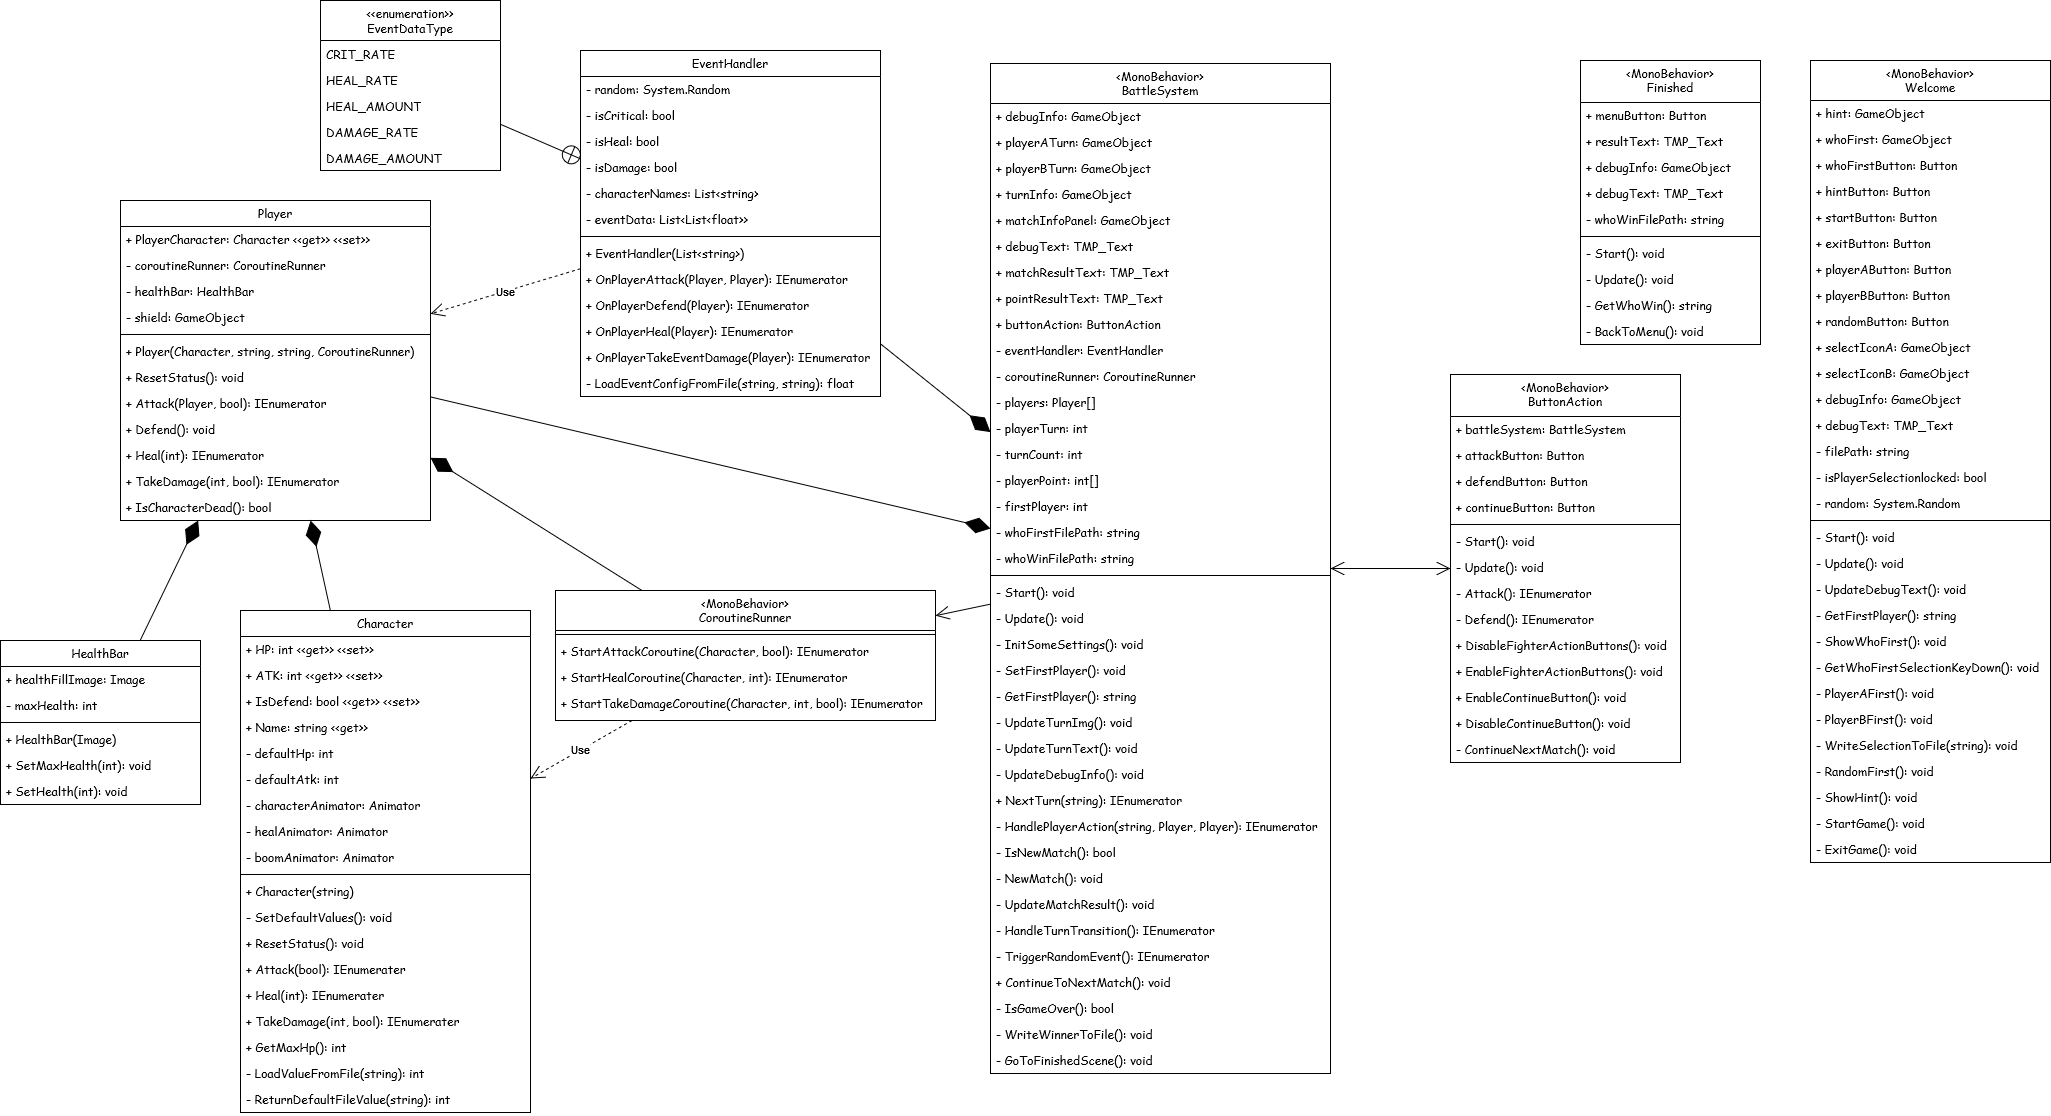 <<enumeration>>
EventDataType
CRIT_RATE
HEAL_RATE
HEAL_AMOUNT
DAMAGE_RATE
DAMAGE_AMOUNT
EventHandler
- random: System.Random
- isCritical: bool
- isHeal: bool
- isDamage: bool
- characterNames: List<string>
- eventData: List<List<float>>
+ EventHandler(List<string>)
+ OnPlayerAttack(Player, Player): IEnumerator
+ OnPlayerDefend(Player): IEnumerator
+ OnPlayerHeal(Player): IEnumerator
+ OnPlayerTakeEventDamage(Player): IEnumerator
- LoadEventConfigFromFile(string, string): float
Use
Player
+ PlayerCharacter: Character <<get>> <<set>>
- coroutineRunner: CoroutineRunner
- healthBar: HealthBar
- shield: GameObject
+ Player(Character, string, string, CoroutineRunner)
+ ResetStatus(): void
+ Attack(Player, bool): IEnumerator
+ Defend(): void
+ Heal(int): IEnumerator
+ TakeDamage(int, bool): IEnumerator
+ IsCharacterDead(): bool
HealthBar
+ healthFillImage: Image
- maxHealth: int
+ HealthBar(Image)
+ SetMaxHealth(int): void
+ SetHealth(int): void
Character
+ HP: int <<get>> <<set>>
+ ATK: int <<get>> <<set>>
+ IsDefend: bool <<get>> <<set>>
+ Name: string <<get>>
- defaultHp: int
- defaultAtk: int
- characterAnimator: Animator
- healAnimator: Animator
- boomAnimator: Animator
+ Character(string)
- SetDefaultValues(): void
+ ResetStatus(): void
+ Attack(bool): IEnumerater
+ Heal(int): IEnumerater
+ TakeDamage(int, bool): IEnumerater
+ GetMaxHp(): int
- LoadValueFromFile(string): int
- ReturnDefaultFileValue(string): int
<MonoBehavior>
CoroutineRunner
+ StartAttackCoroutine(Character, bool): IEnumerator
+ StartHealCoroutine(Character, int): IEnumerator
+ StartTakeDamageCoroutine(Character, int, bool): IEnumerator
Use
<MonoBehavior>
BattleSystem
+ debugInfo: GameObject
+ playerATurn: GameObject
+ playerBTurn: GameObject
+ turnInfo: GameObject
+ matchInfoPanel: GameObject
+ debugText: TMP_Text
+ matchResultText: TMP_Text
+ pointResultText: TMP_Text
+ buttonAction: ButtonAction
- eventHandler: EventHandler
- coroutineRunner: CoroutineRunner
- players: Player[]
- playerTurn: int
- turnCount: int
- playerPoint: int[]
- firstPlayer: int
- whoFirstFilePath: string
- whoWinFilePath: string
- Start(): void
- Update(): void
- InitSomeSettings(): void
- SetFirstPlayer(): void
- GetFirstPlayer(): string
- UpdateTurnImg(): void
- UpdateTurnText(): void
- UpdateDebugInfo(): void
+ NextTurn(string): IEnumerator
- HandlePlayerAction(string, Player, Player): IEnumerator
- IsNewMatch(): bool
- NewMatch(): void
- UpdateMatchResult(): void
- HandleTurnTransition(): IEnumerator
- TriggerRandomEvent(): IEnumerator
+ ContinueToNextMatch(): void
- IsGameOver(): bool
- WriteWinnerToFile(): void
- GoToFinishedScene(): void
<MonoBehavior>
Finished
+ menuButton: Button
+ resultText: TMP_Text
+ debugInfo: GameObject
+ debugText: TMP_Text
- whoWinFilePath: string
- Start(): void
- Update(): void
- GetWhoWin(): string
- BackToMenu(): void
<MonoBehavior>
ButtonAction
+ battleSystem: BattleSystem
+ attackButton: Button
+ defendButton: Button
+ continueButton: Button
- Start(): void
- Update(): void
- Attack(): IEnumerator
- Defend(): IEnumerator
+ DisableFighterActionButtons(): void
+ EnableFighterActionButtons(): void
+ EnableContinueButton(): void
+ DisableContinueButton(): void
- ContinueNextMatch(): void
<MonoBehavior>
Welcome
+ hint: GameObject
+ whoFirst: GameObject
+ whoFirstButton: Button
+ hintButton: Button
+ startButton: Button
+ exitButton: Button
+ playerAButton: Button
+ playerBButton: Button
+ randomButton: Button
+ selectIconA: GameObject
+ selectIconB: GameObject
+ debugInfo: GameObject
+ debugText: TMP_Text
- filePath: string
- isPlayerSelectionlocked: bool
- random: System.Random
- Start(): void
- Update(): void
- UpdateDebugText(): void
- GetFirstPlayer(): string
- ShowWhoFirst(): void
- GetWhoFirstSelectionKeyDown(): void
- PlayerAFirst(): void
- PlayerBFirst(): void
- WriteSelectionToFile(string): void
- RandomFirst(): void
- ShowHint(): void
- StartGame(): void
- ExitGame(): void